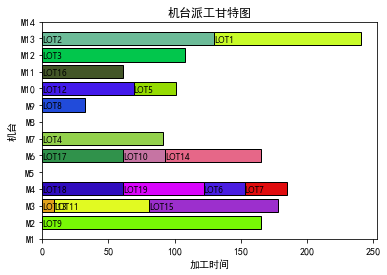 机台派工甘特图
M14
M13
LOT2
LOT1
M12
LOT3
M11
LOT16
M10
LOT12
LOT5
M9
LOT8
M8
机台
M7
LOT4
M6
LOT17
LOT10
LOT14
M5
M4
LOT18
LOT19
LOT6
LOT7
M3
LOT13
LOT11
LOT15
M2
LOT9
M1
0
50
100
150
200
250
加工时间